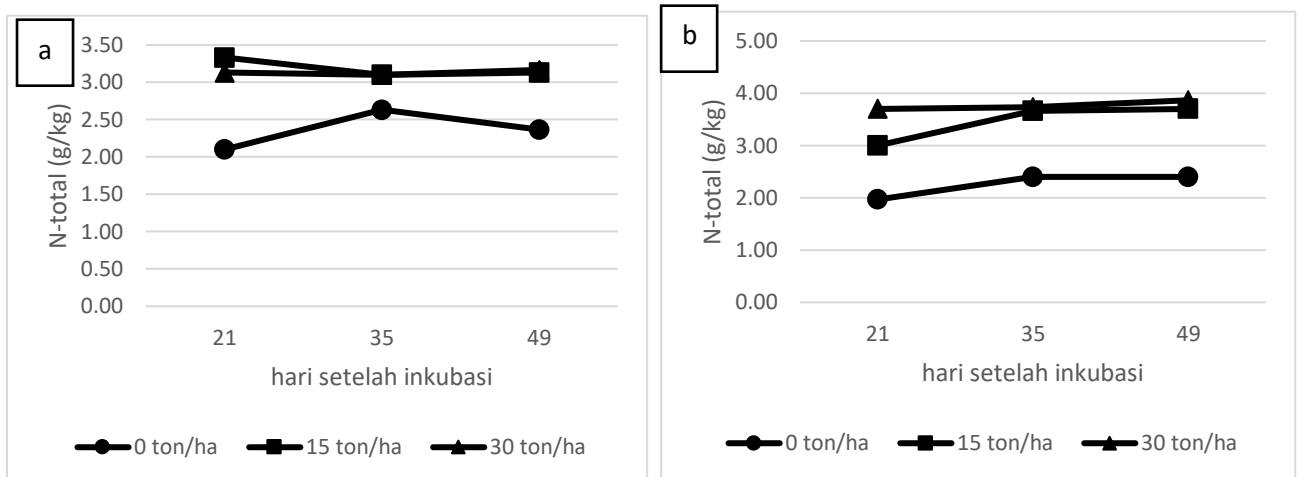 a
3.50
3.00
2.50
2.00
1.50
1.00
0.50
0.00
N-total (g/kg)
21 35 49
hari setelah inkubasi
0 ton/ha 15 ton/ha 30 ton/ha
b
5.00
4.00
3.00
2.00
1.00
0.00
N-total (g/kg)
21 35 49
hari setelah inkubasi
0 ton/ha 15 ton/ha 30 ton/ha